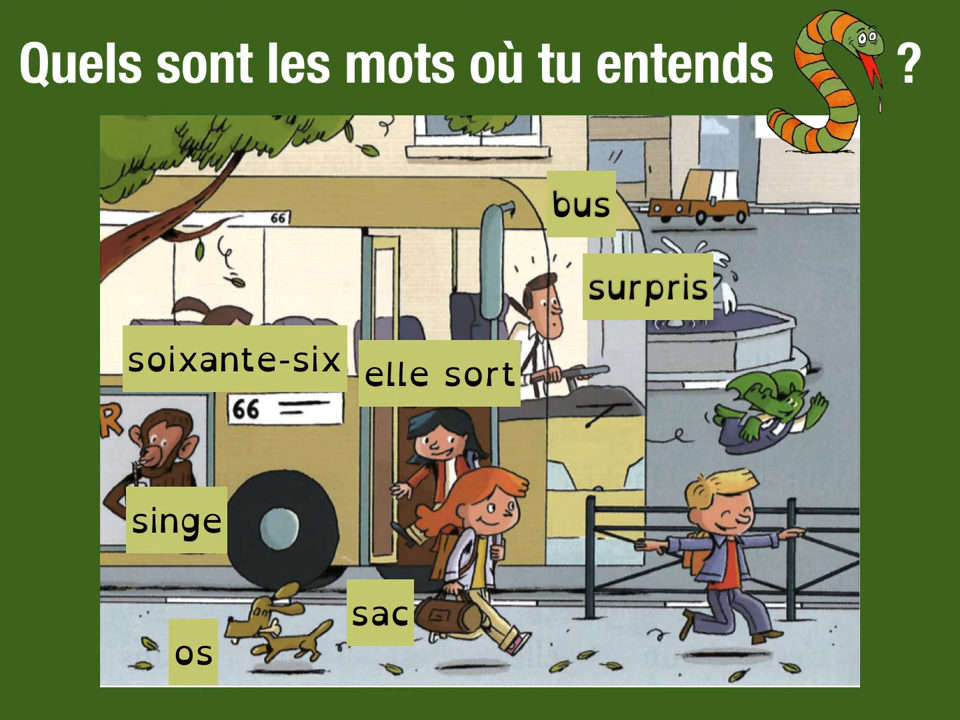 Quels sont les mots où tu entends ?
bus
66
surpris
soixante-six
elle sort
66
R
singe
sac
os